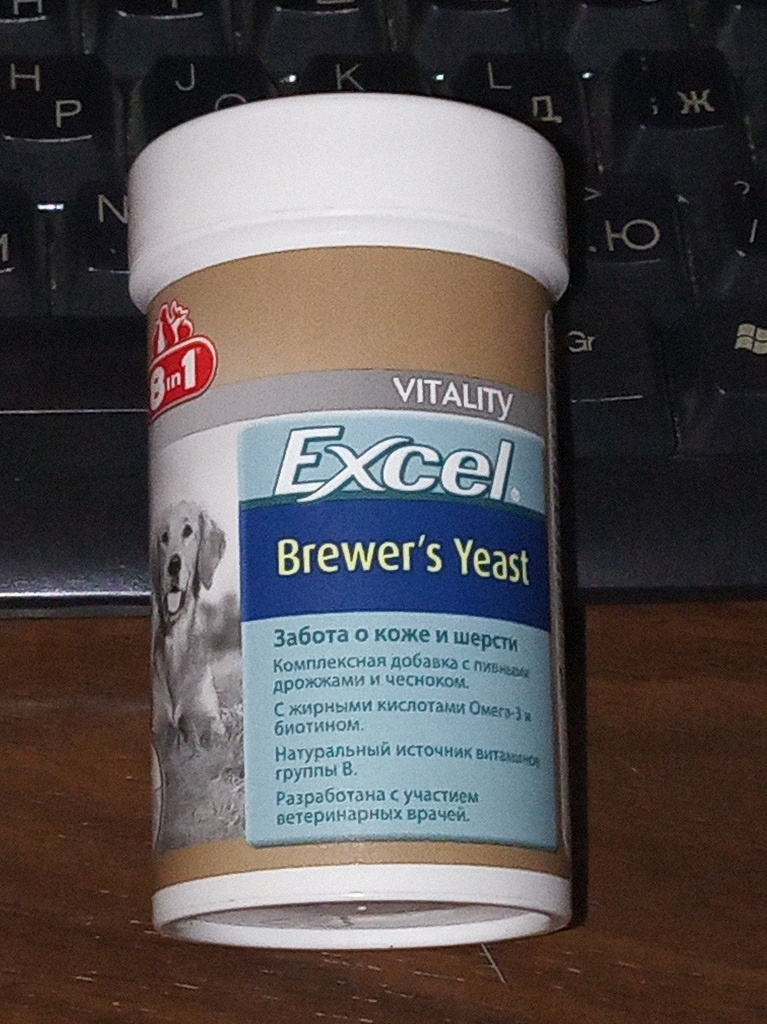 H Р J K L Д ; Ж
N > . Ю ? /
Gr
8in1
VITALITY
Excel®
Brewer's Yeast
Забота о коже и шерсти
Комплексная добавка с пивными
дрожжами и чесноком.
С жирными кислотами Омега-3 и
биотином.
Натуральный источник витаминов
группы В.
Разработана с участием
ветеринарных врачей.